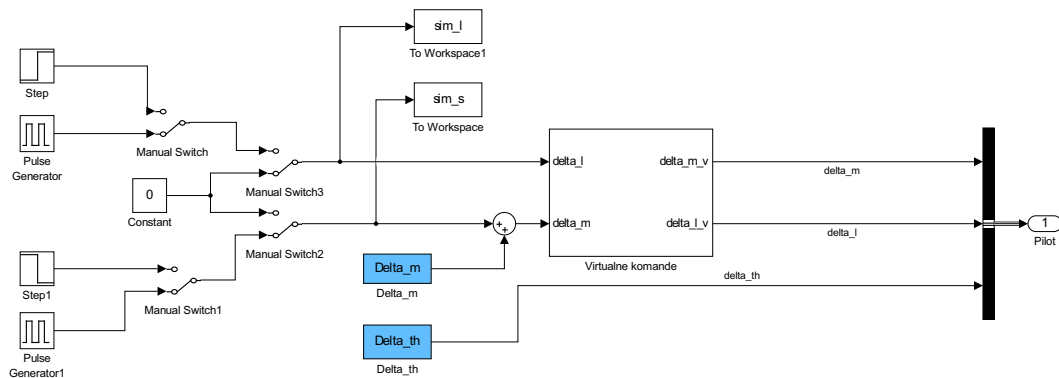 sim_l
To Workspace1
Step
sim_s
To Workspace
Manual Switch
Pulse
Generator
delta_l
delta_m_v
delta_m
0
Constant
Manual Switch3
delta_m
delta_l_v
delta_l
+
+
1
Pilot
Manual Switch2
Virtualne komande
Delta_m
Delta_m
delta_th
Step1
Manual Switch1
Pulse
Generator1
Delta_th
Delta_th